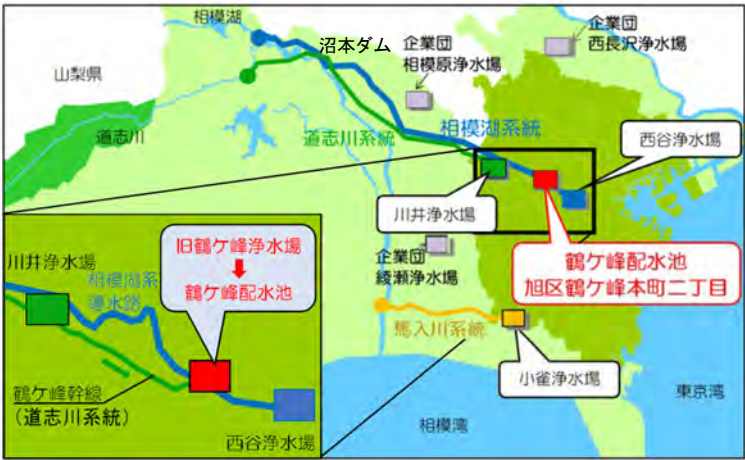 相模湖
沼本ダム
企業団
相模原浄水場
企業団
西長沢浄水場
山梨県
道志川
道志川系統
相模湖系統
西谷浄水場
川井浄水場
企業団
綾瀬浄水場
鶴ケ峰配水池
旭区鶴ケ峰本町二丁目
馬入川系統
小雀浄水場
東京湾
相模湾
旧鶴ケ峰浄水場
鶴ケ峰配水池
川井浄水場
相模湖系
導水路
鶴ケ峰幹線
(道志川系統)
西谷浄水場